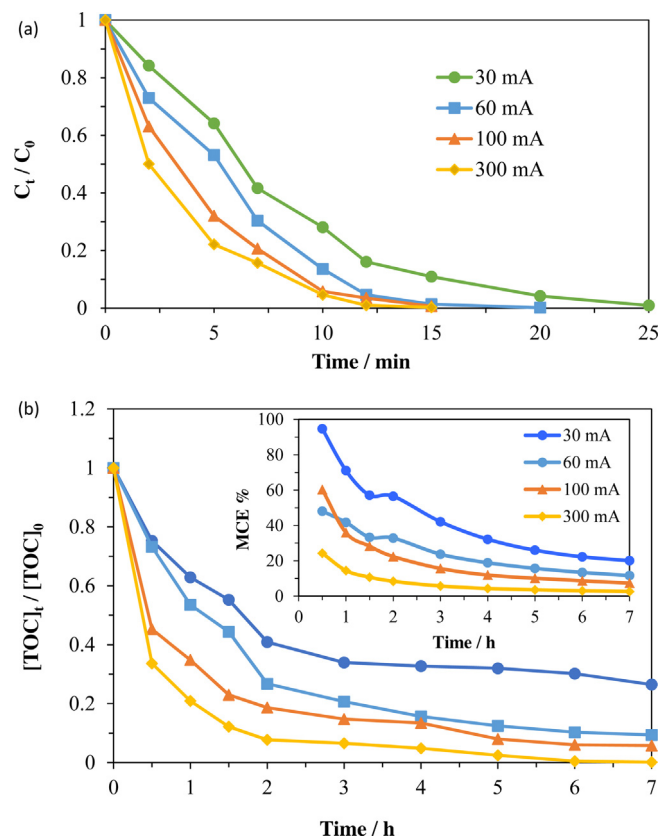 (a)
1
0.8
0.6
0.4
0.2
0
C_t / C_0
30 mA
60 mA
100 mA
300 mA
0 5 10 15 20 25
Time / min
(b)
1.2
1
0.8
0.6
0.4
0.2
0
[TOC]_t / [TOC]_0
100
80
60
40
20
0
MCE %
30 mA
60 mA
100 mA
300 mA
0 1 2 3 4 5 6 7
Time / h
0 1 2 3 4 5 6 7
Time / h